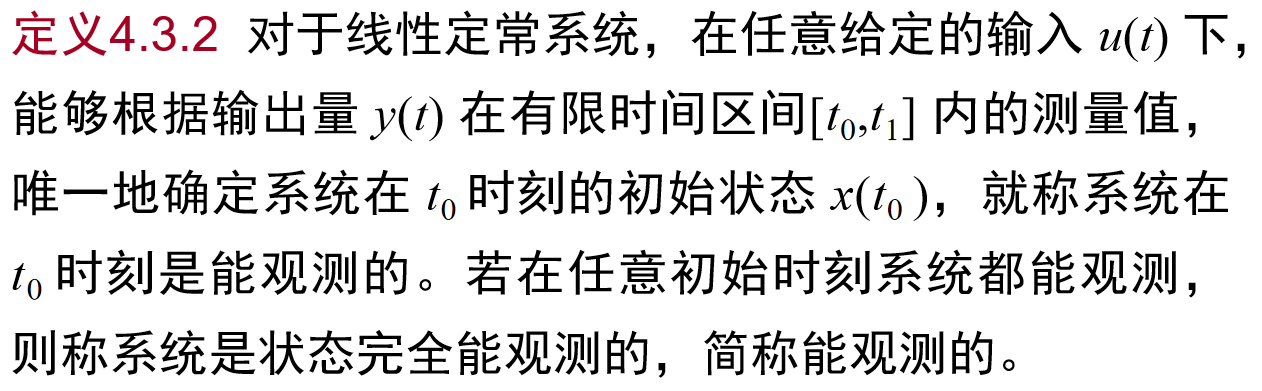 定义4.3.2 对于线性定常系统，在任意给定的输入 u(t) 下，
能够根据输出量 y(t) 在有限时间区间[t₀,t₁] 内的测量值，
唯一地确定系统在 t₀ 时刻的初始状态 x(t₀ )，就称系统在
t₀ 时刻是能观测的。若在任意初始时刻系统都能观测，
则称系统是状态完全能观测的，简称能观测的。